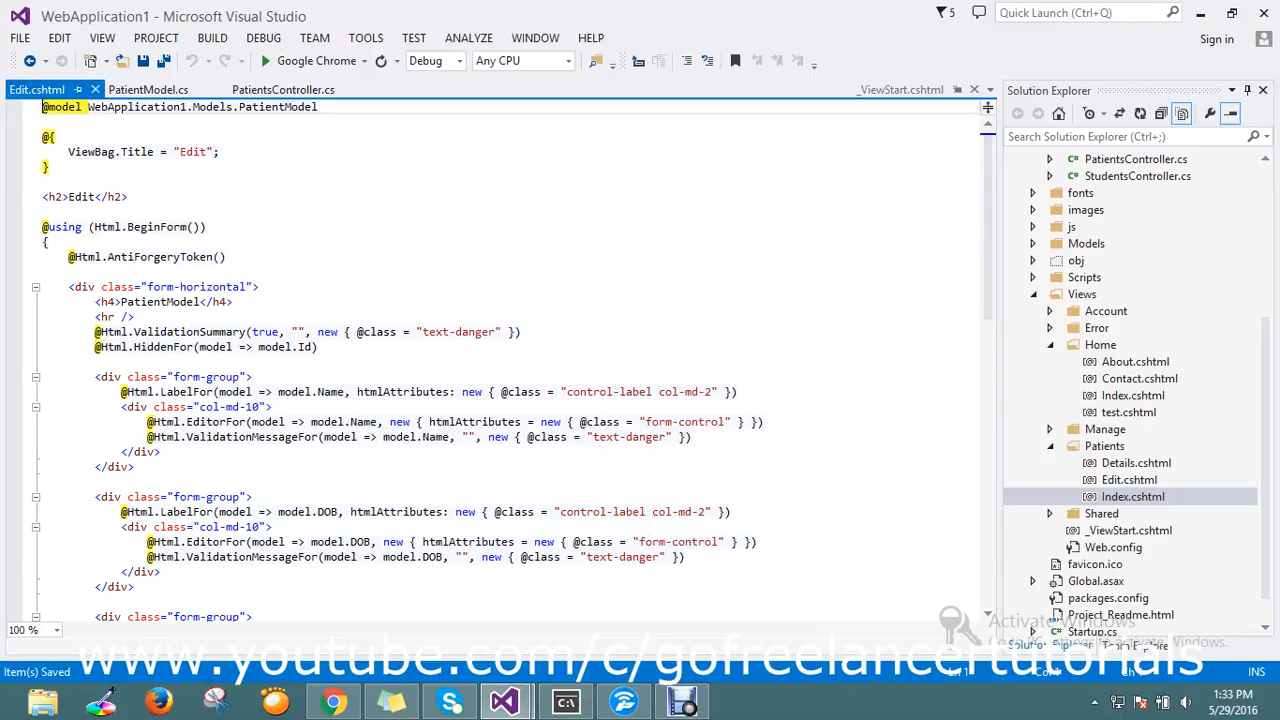 WebApplication1 - Microsoft Visual Studio
5
Quick Launch (Ctrl+Q)
FILE EDIT VIEW PROJECT BUILD DEBUG TEAM TOOLS TEST ANALYZE WINDOW HELP
Sign in
Google Chrome
Debug
Any CPU
Edit.cshtml
PatientModel.cs
PatientsController.cs
_ViewStart.cshtml
@model WebApplication1.Models.PatientModel
@{
ViewBag.Title = "Edit";
}
<h2>Edit</h2>
@using (Html.BeginForm())
{
@Html.AntiForgeryToken()
<div class="form-horizontal">
<h4>PatientModel</h4>
<hr />
@Html.ValidationSummary(true, "", new { @class = "text-danger" })
@Html.HiddenFor(model => model.Id)
<div class="form-group">
@Html.LabelFor(model => model.Name, htmlAttributes: new { @class = "control-label col-md-2" })
<div class="col-md-10">
@Html.EditorFor(model => model.Name, new { htmlAttributes = new { @class = "form-control" } })
@Html.ValidationMessageFor(model => model.Name, "", new { @class = "text-danger" })
</div>
</div>
<div class="form-group">
@Html.LabelFor(model => model.DOB, htmlAttributes: new { @class = "control-label col-md-2" })
<div class="col-md-10">
@Html.EditorFor(model => model.DOB, new { htmlAttributes = new { @class = "form-control" } })
@Html.ValidationMessageFor(model => model.DOB, "", new { @class = "text-danger" })
</div>
</div>
<div class="form-group">
100 %
Solution Explorer
Search Solution Explorer (Ctrl+;)
PatientsController.cs
StudentsController.cs
fonts
images
js
Models
obj
Scripts
Views
Account
Error
Home
About.cshtml
Contact.cshtml
Index.cshtml
test.cshtml
Manage
Patients
Details.cshtml
Edit.cshtml
Index.cshtml
Shared
_ViewStart.cshtml
Web.config
favicon.ico
Global.asax
packages.config
Project_Readme.html
Startup.cs
Activate Windows
www.youtube.com/c/gofreelancertutorials
Item(s) Saved
INS
1:33 PM
5/29/2016